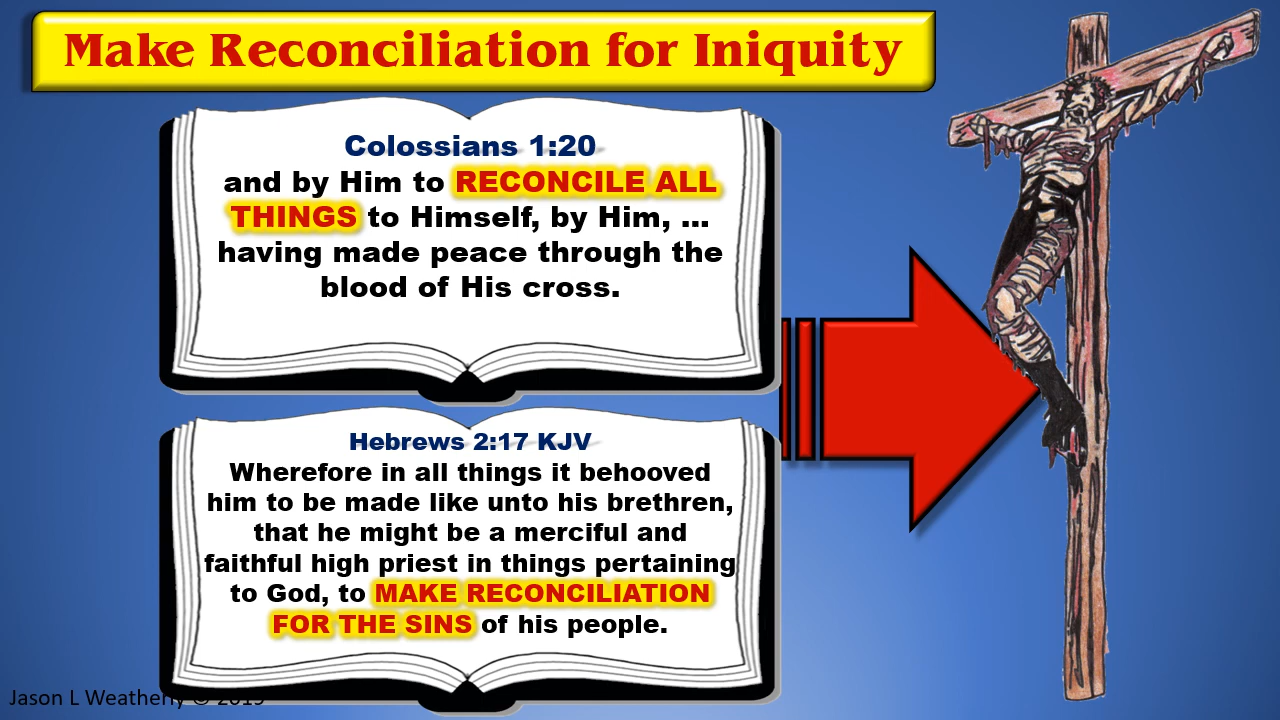 Make Reconciliation for Iniquity
Colossians 1:20
and by Him to RECONCILE ALL
THINGS to Himself, by Him, ...
having made peace through the
blood of His cross.
Hebrews 2:17 KJV
Wherefore in all things it behooved
him to be made like unto his brethren,
that he might be a merciful and
faithful high priest in things pertaining
to God, to MAKE RECONCILIATION
FOR THE SINS of his people.
Jason L Weatherly ©